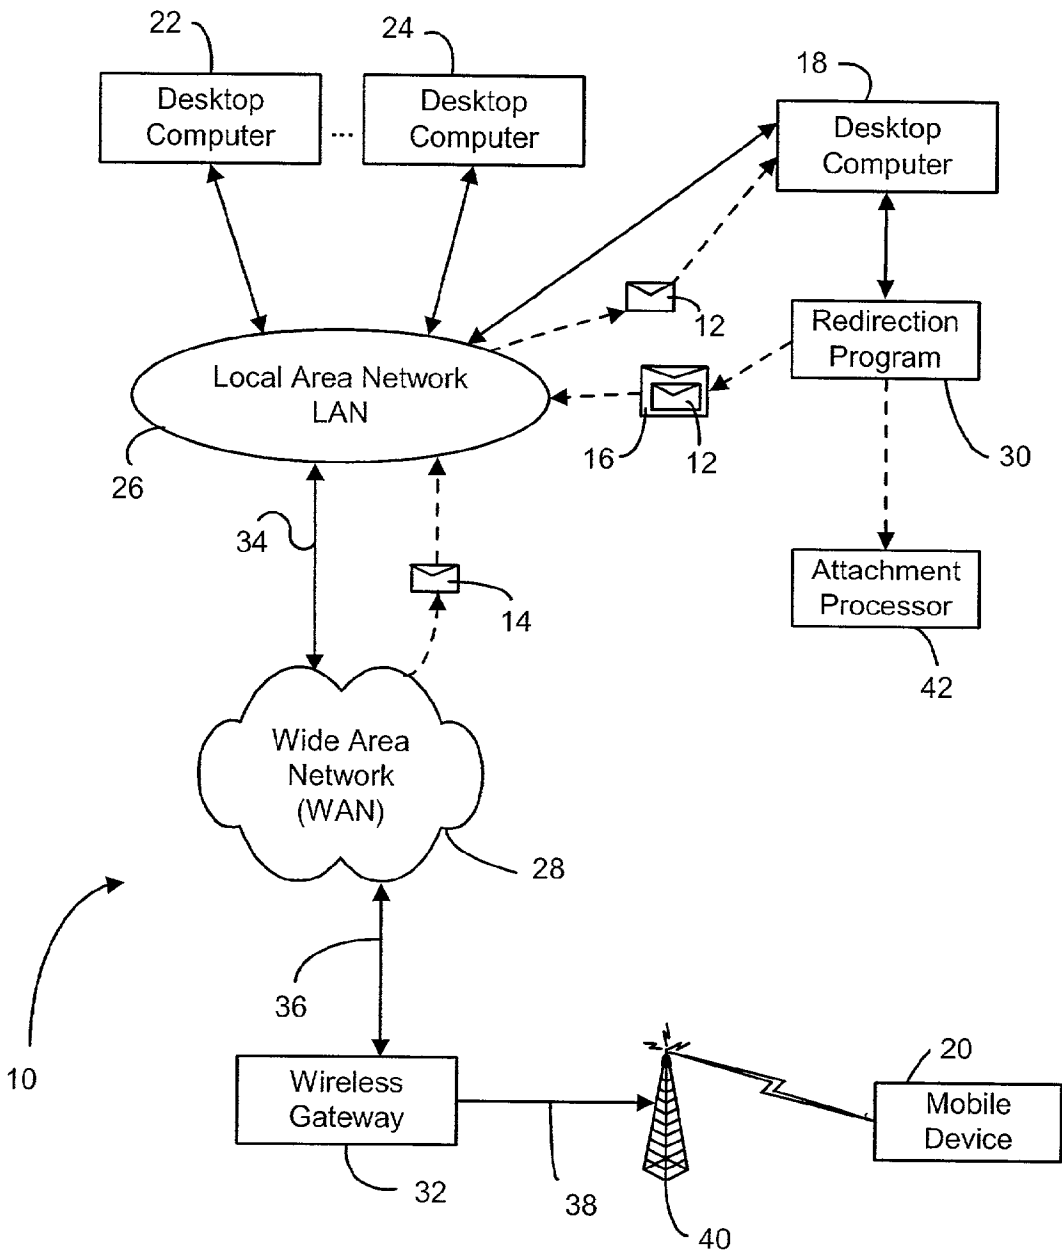 22
24
18
Desktop
Computer
...
Desktop
Computer
Desktop
Computer
12
Redirection
Program
Local Area Network
LAN
16
12
30
26
34
14
Attachment
Processor
42
Wide Area
Network
(WAN)
28
36
10
20
Wireless
Gateway
Mobile
Device
32
38
40